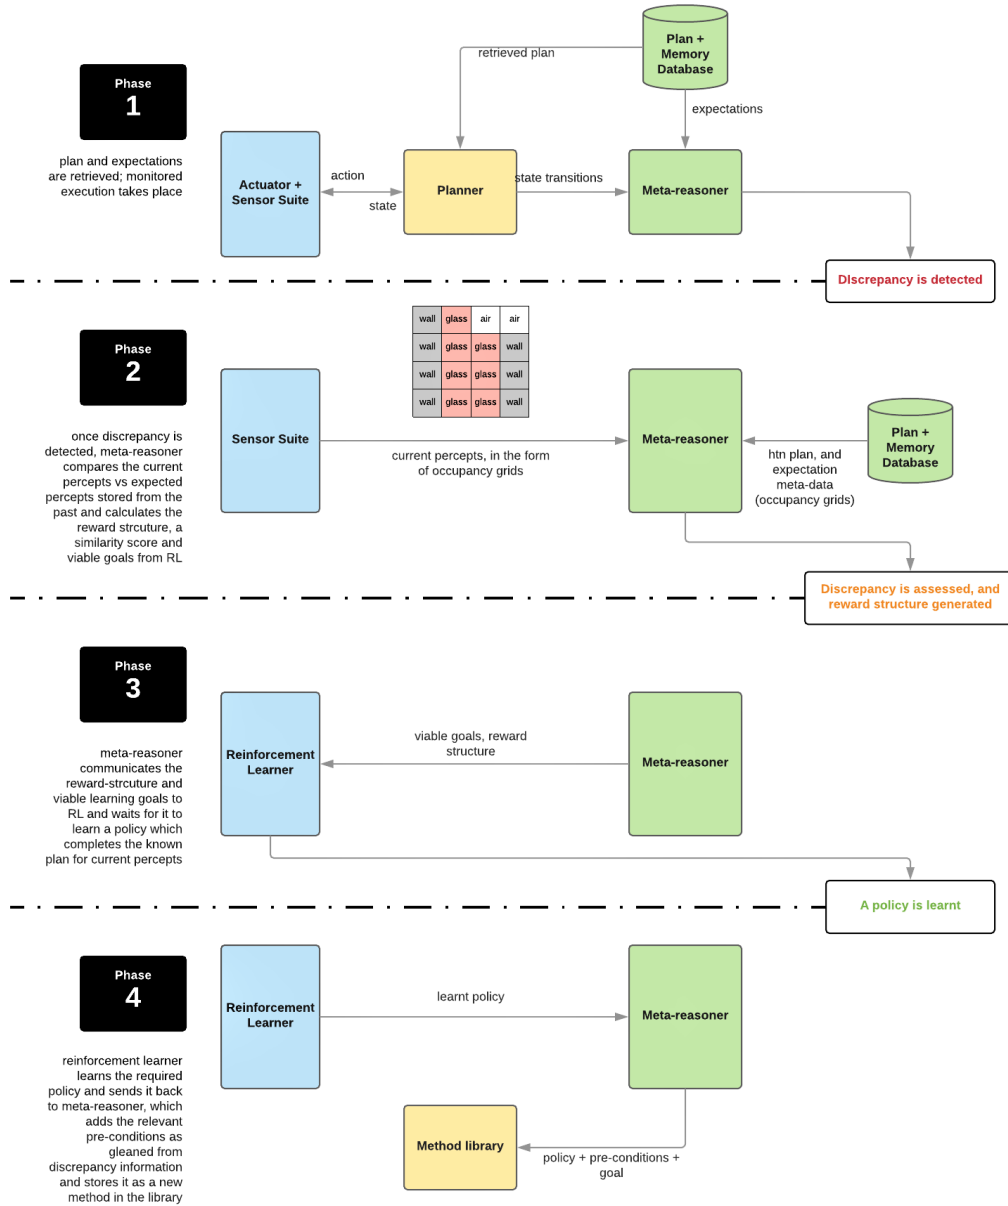 Phase
1
plan and expectations
are retrieved; monitored
execution takes place
Plan +
Memory
Database
retrieved plan
expectations
Actuator +
Sensor Suite
action
state
Planner
state transitions
Meta-reasoner
DIscrepancy is detected
Phase
2
once discrepancy is
detected, meta-reasoner
compares the current
percepts vs expected
percepts stored from the
past and calculates the
reward strcuture, a
similarity score and
viable goals from RL
wall glass air air
wall glass glass wall
wall glass glass wall
wall glass glass wall
Sensor Suite
current percepts, in the form
of occupancy grids
Meta-reasoner
htn plan, and
expectation
meta-data
(occupancy grids)
Plan +
Memory
Database
Discrepancy is assessed, and
reward structure generated
Phase
3
meta-reasoner
communicates the
reward-strcuture and
viable learning goals to
RL and waits for it to
learn a policy which
completes the known
plan for current percepts
Reinforcement
Learner
viable goals, reward
structure
Meta-reasoner
A policy is learnt
Phase
4
reinforcement learner
learns the required
policy and sends it back
to meta-reasoner, which
adds the relevant
pre-conditions as
gleaned from
discrepancy information
and stores it as a new
method in the library
Reinforcement
Learner
learnt policy
Meta-reasoner
Method library
policy + pre-conditions +
goal